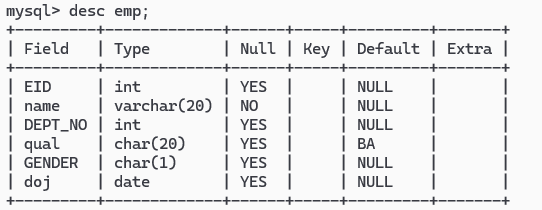 mysql> desc emp;
+---------+-------------+------+-----+---------+-------+
| Field   | Type        | Null | Key | Default | Extra |
+---------+-------------+------+-----+---------+-------+
| EID     | int         | YES  |     | NULL    |       |
| name    | varchar(20) | NO   |     | NULL    |       |
| DEPT_NO | int         | YES  |     | NULL    |       |
| qual    | char(20)    | YES  |     | BA      |       |
| GENDER  | char(1)     | YES  |     | NULL    |       |
| doj     | date        | YES  |     | NULL    |       |
+---------+-------------+------+-----+---------+-------+